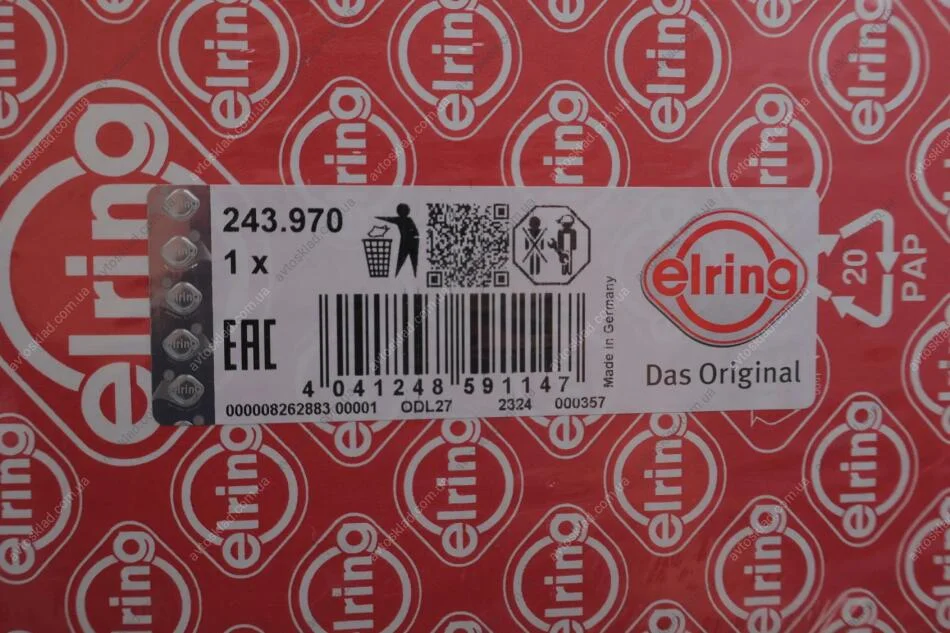 243.970
1 x
EAC
4 041248 591147
000008262883 00001 ODL27 2324 000357
Made in Germany
elring
Das Original
20
PAP
elring
avtosklad.com.ua